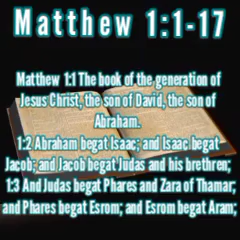 Matthew 1:1-17
Matthew 1:1 The book of the generation of
Jesus Christ, the son of David, the son of
Abraham.
1:2 Abraham begat Isaac; and Isaac begat
Jacob; and Jacob begat Judas and his brethren;
1:3 And Judas begat Phares and Zara of Thamar;
and Phares begat Esrom; and Esrom begat Aram;